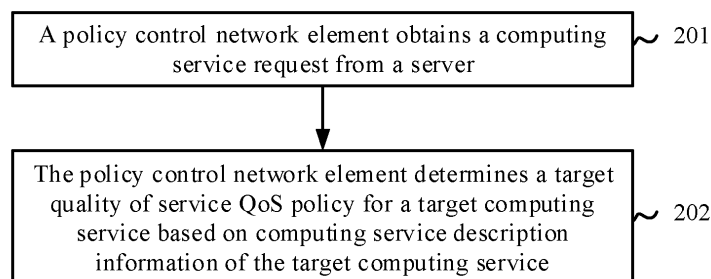 A policy control network element obtains a computing
service request from a server
201
The policy control network element determines a target
quality of service QoS policy for a target computing
service based on computing service description
information of the target computing service
202